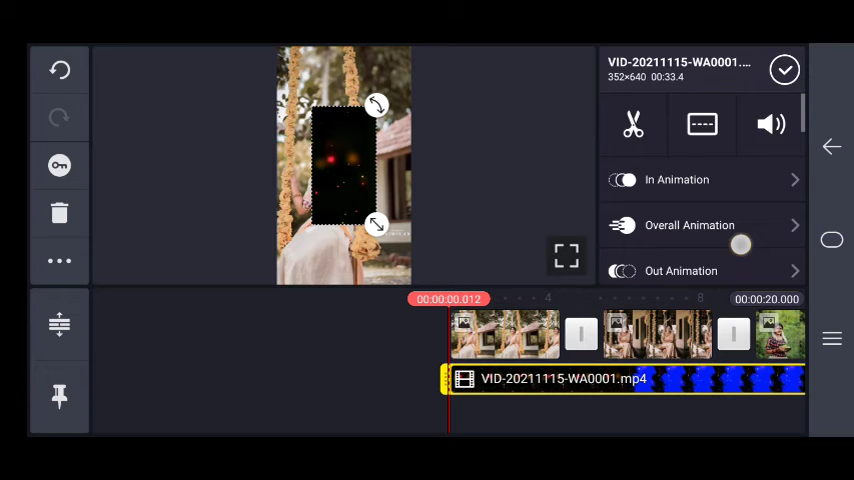 VID-20211115-WA0001....
352×640 00:33.4
In Animation
Overall Animation
Out Animation
00:00:00.012
4
8
00:00:20.000
VID-20211115-WA0001.mp4